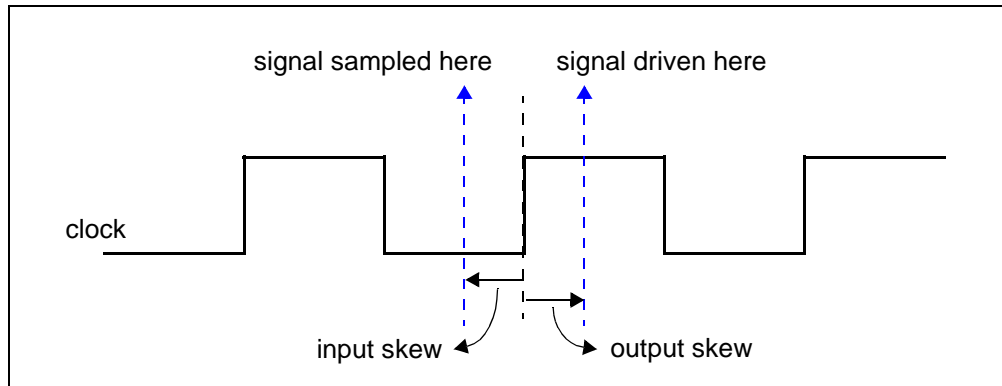 signal sampled here
signal driven here
clock
input skew
output skew